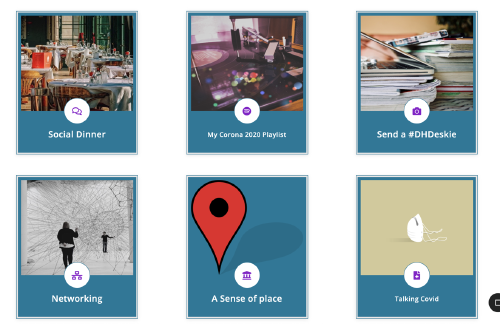 Social Dinner
My Corona 2020 Playlist
Send a #DHDeskie
Networking
A Sense of place
Talking Covid